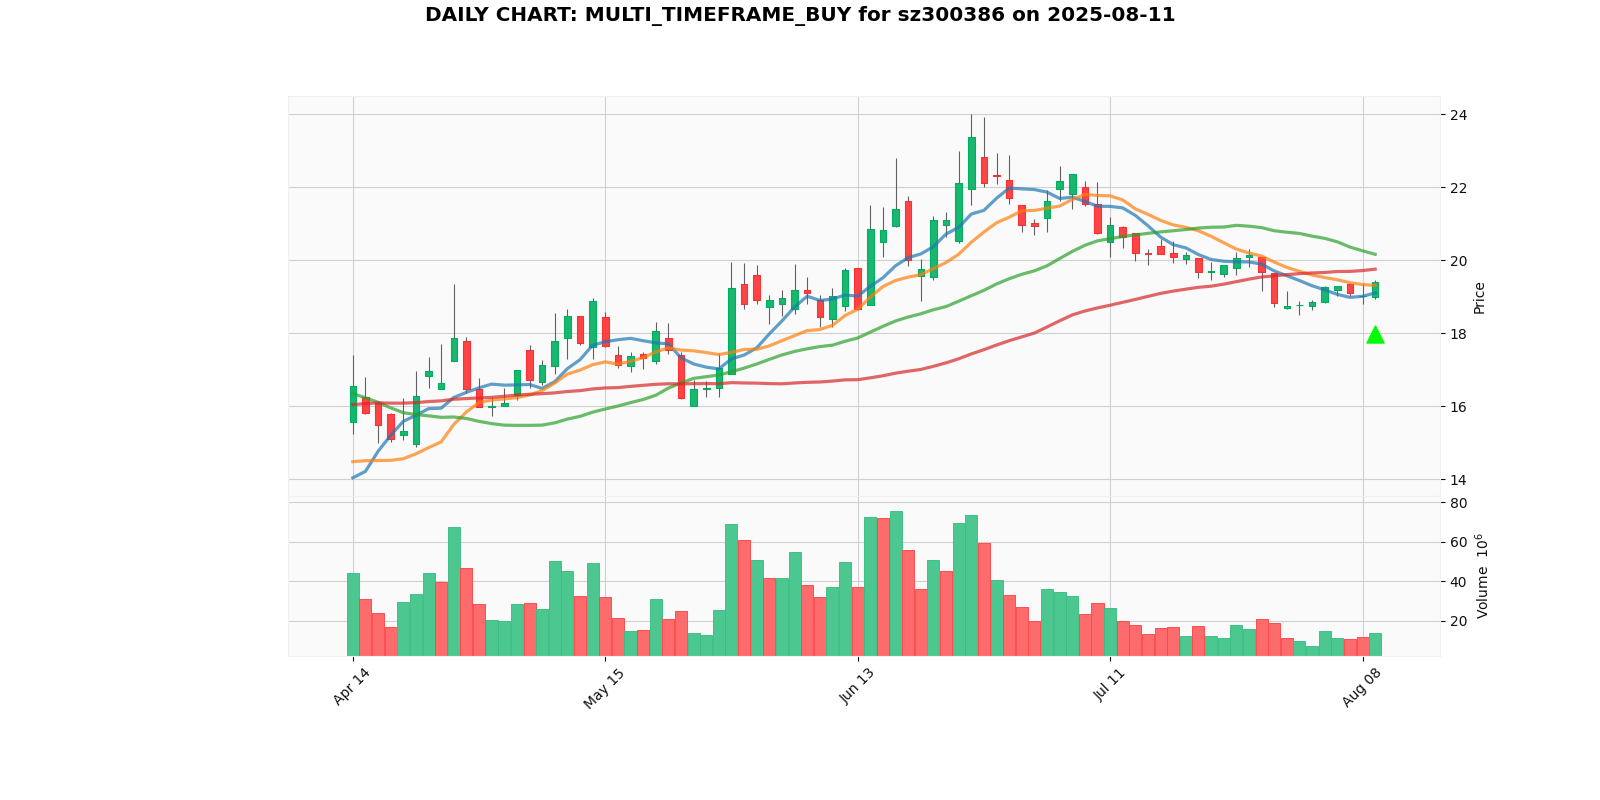 DAILY CHART: MULTI_TIMEFRAME_BUY for sz300386 on 2025-08-11
24
22
20
18
16
14
Price
80
60
40
20
Volume 10^6
Apr 14
May 15
Jun 13
Jul 11
Aug 08